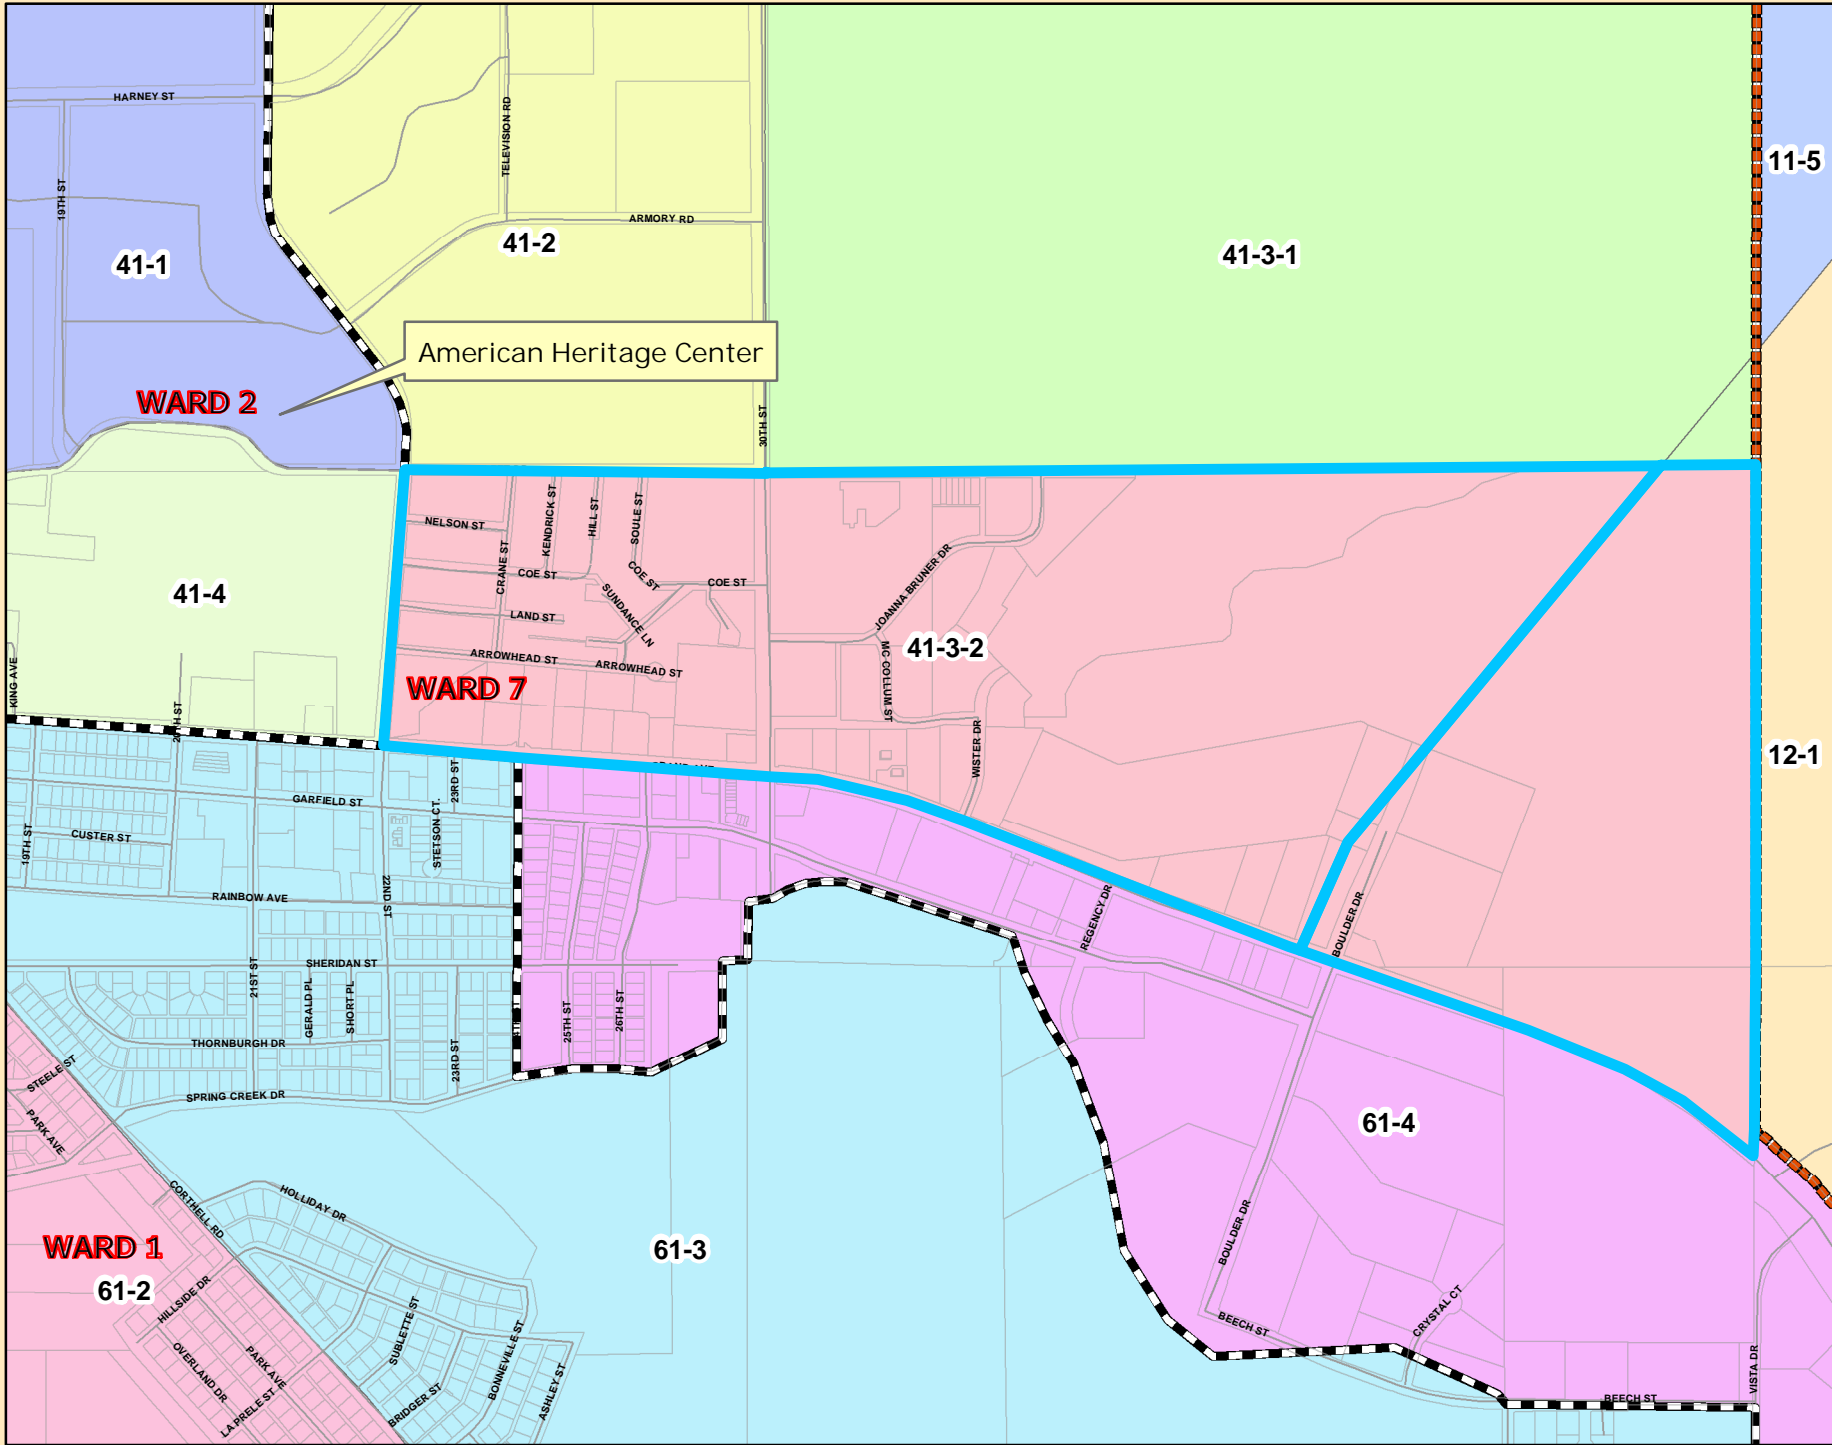 HARNEY ST
TELEVISION RD
11-5
19TH ST
ARMORY RD
41-2
41-3-1
41-1
American Heritage Center
WARD 2
30TH ST
NELSON ST
KENDRICK ST
HILL ST
SOULE ST
CRANE ST
COE ST
COE ST
COE ST
JOANNA BRUNER DR
41-4
SUNDANCE LN
LAND ST
41-3-2
ARROWHEAD ST
ARROWHEAD ST
MC COLLUM ST
KING AVE
WARD 7
20TH ST
WISTER DR
12-1
23RD ST
GARFIELD ST
STETSON CT.
CUSTER ST
19TH ST
RAINBOW AVE
22ND ST
REGENCY DR
BOULDER DR
SHERIDAN ST
21ST ST
GERALD PL
SHORT PL
25TH ST
26TH ST
THORNBURGH DR
23RD ST
STEELE ST
SPRING CREEK DR
PARK AVE
61-4
CORTHELL RD
HOLLIDAY DR
BOULDER DR
WARD 1
61-3
61-2
HILLSIDE DR
CRYSTAL CT
BEECH ST
SUBLETTE ST
BONNEVILLE ST
OVERLAND DR
PARK AVE
VISTA DR
ASHLEY ST
LA PRELE ST
BRIDGER ST
BEECH ST